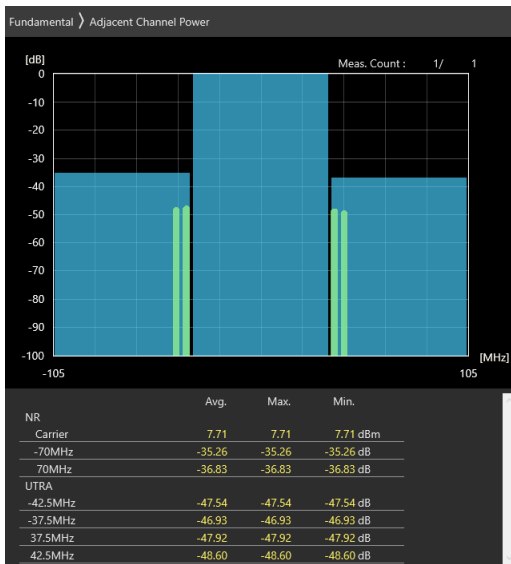 Fundamental 〉 Adjacent Channel Power
[dB]
Meas. Count : 1/ 1
0
-10
-20
-30
-40
-50
-60
-70
-80
-90
-100
[MHz]
-105 105
Avg. Max. Min.
NR
Carrier 7.71 7.71 7.71 dBm
-70MHz -35.26 -35.26 -35.26 dB
70MHz -36.83 -36.83 -36.83 dB
UTRA
-42.5MHz -47.54 -47.54 -47.54 dB
-37.5MHz -46.93 -46.93 -46.93 dB
37.5MHz -47.92 -47.92 -47.92 dB
42.5MHz -48.60 -48.60 -48.60 dB